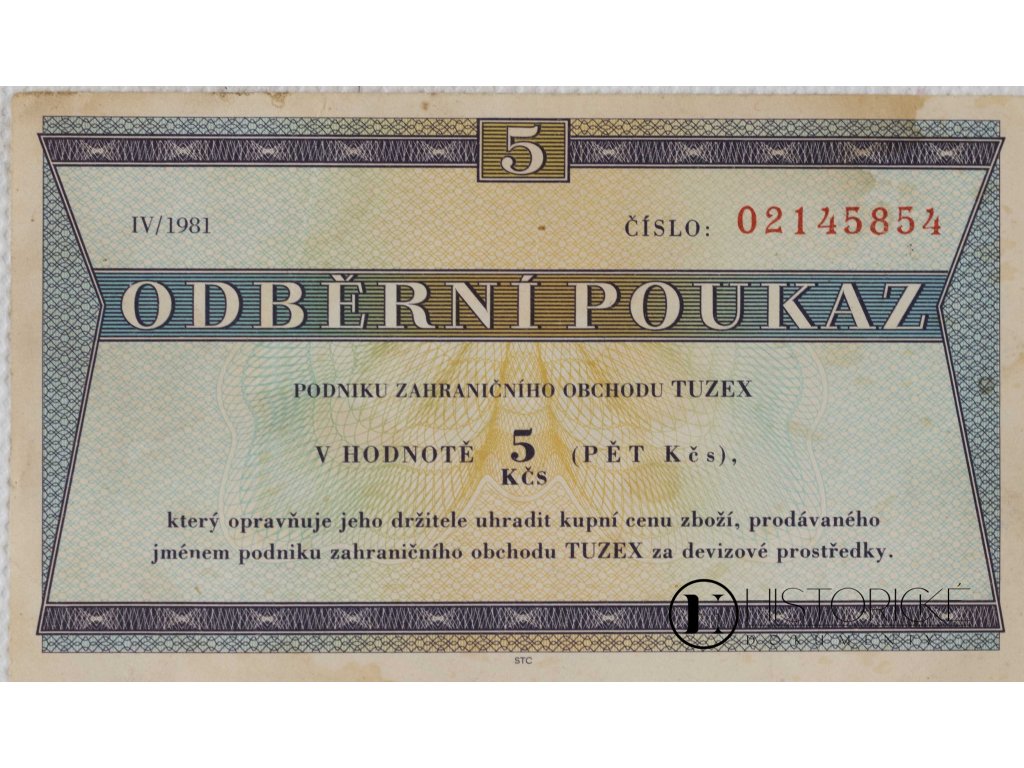 5
IV/1981
ČÍSLO: 02145854
ODBĚRNÍ POUKAZ
PODNIKU ZAHRANIČNÍHO OBCHODU TUZEX
V HODNOTĚ 5 KČS (PĚT Kčs),
který opravňuje jeho držitele uhradit kupní cenu zboží, prodávaného
jménem podniku zahraničního obchodu TUZEX za devizové prostředky.
HISTORICKÉ
DOKUMENTY
STC